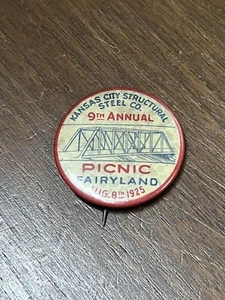 KANSAS CITY STRUCTURAL
STEEL CO.
9TH ANNUAL
PICNIC
FAIRYLAND
AUG. 8TH 1925